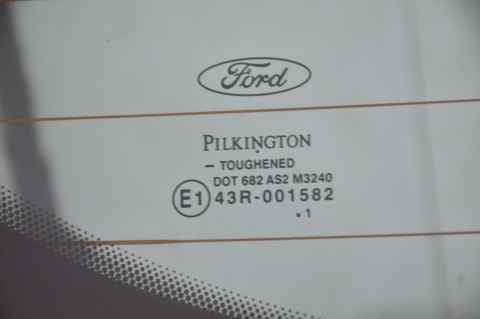 Ford
PILKINGTON
- TOUGHENED
DOT 682 AS2 M3240
E1 43R-001582
• 1